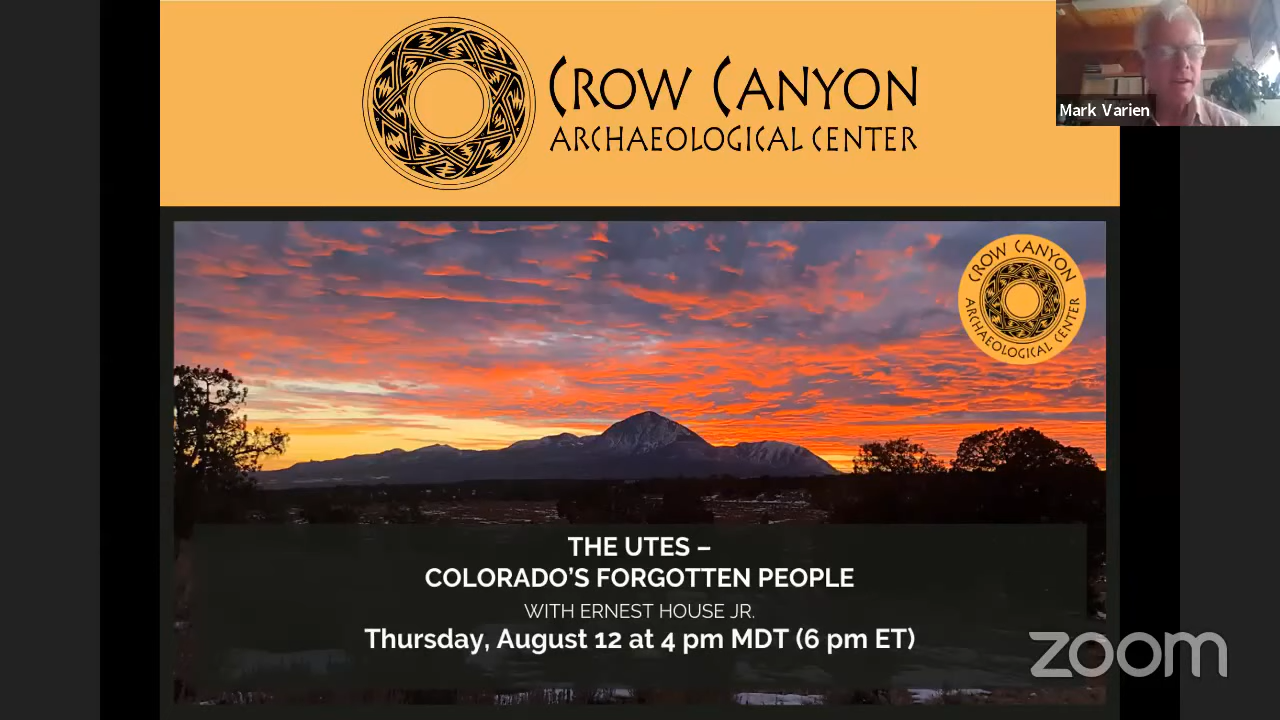 CROW CANYON
ARCHAEOLOGICAL CENTER
Mark Varien
CROW CANYON
ARCHAEOLOGICAL CENTER
THE UTES –
COLORADO'S FORGOTTEN PEOPLE
WITH ERNEST HOUSE JR.
Thursday, August 12 at 4 pm MDT (6 pm ET)
zoom